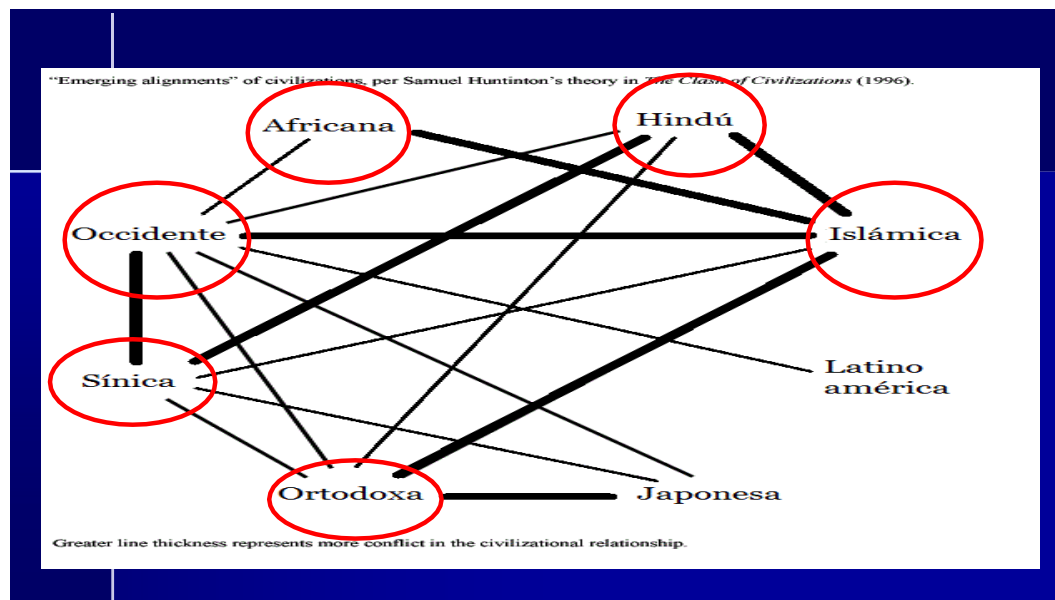 “Emerging alignments” of civilizations, per Samuel Huntinton’s theory in The Clash of Civilizations (1996).
Africana
Hindú
Occidente
Islámica
Latino
américa
Sínica
Ortodoxa
Japonesa
Greater line thickness represents more conflict in the civilizational relationship.